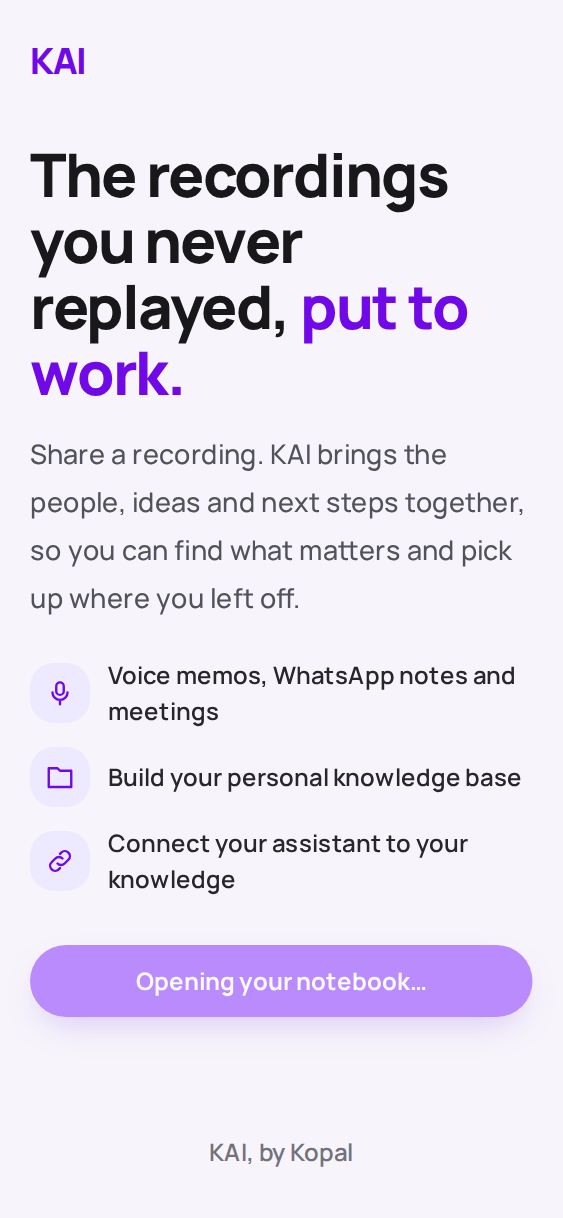 KAI
The recordings
you never
replayed, put to
work.
Share a recording. KAI brings the
people, ideas and next steps together,
so you can find what matters and pick
up where you left off.
Voice memos, WhatsApp notes and
meetings
Build your personal knowledge base
Connect your assistant to your
knowledge
Opening your notebook...
KAI, by Kopal